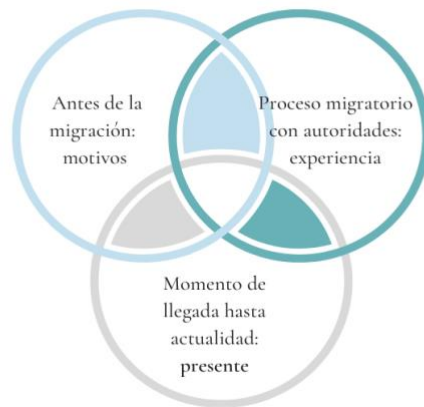 Antes de la
migración:
motivos
Proceso migratorio
con autoridades:
experiencia
Momento de
llegada hasta
actualidad:
presente